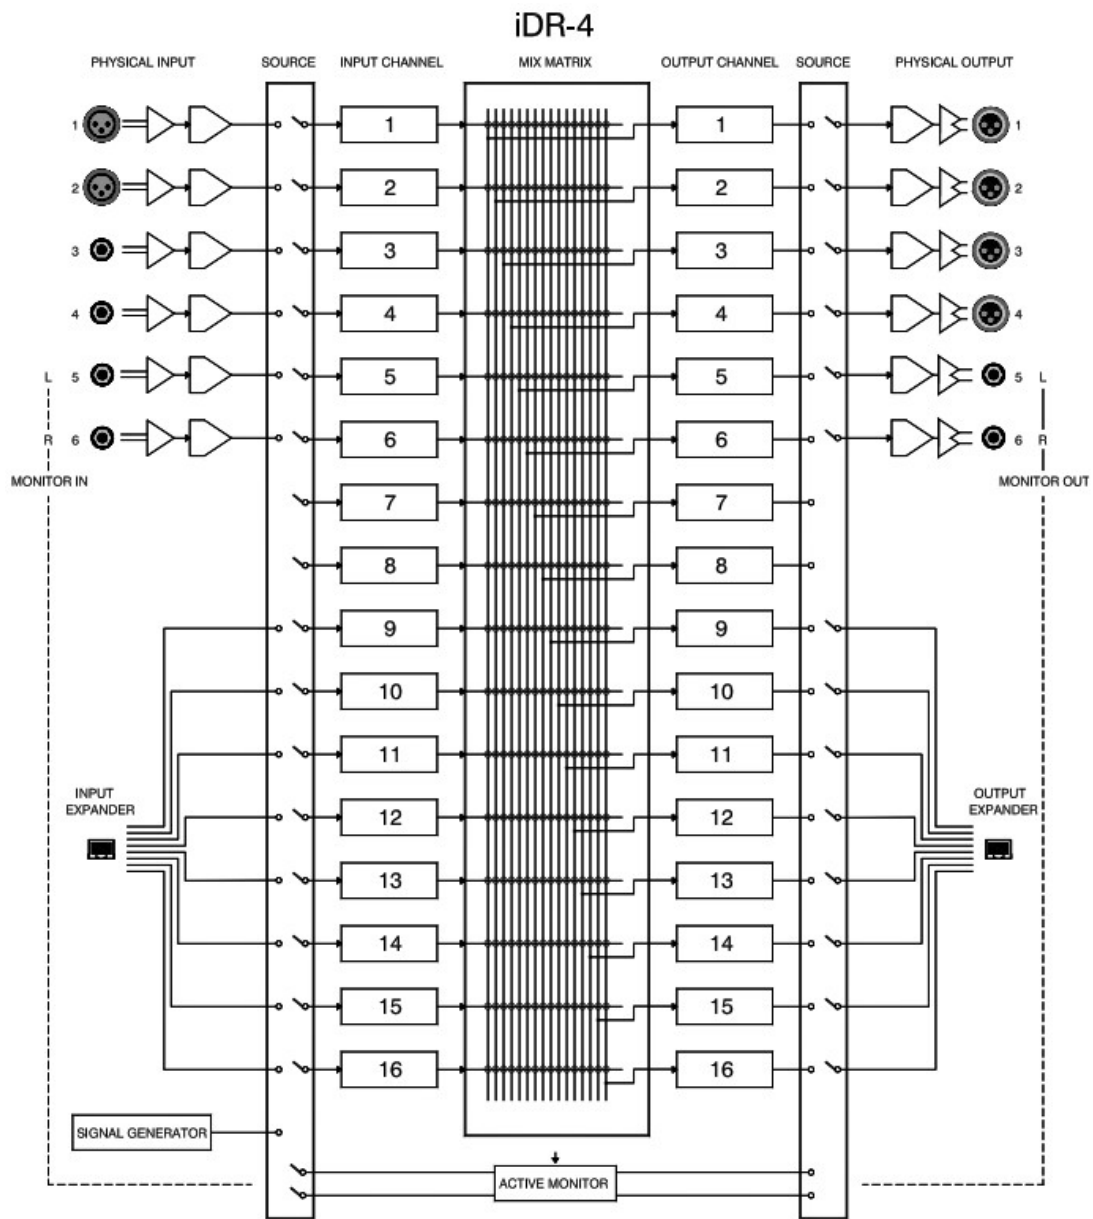 iDR-4
PHYSICAL INPUT SOURCE INPUT CHANNEL MIX MATRIX OUTPUT CHANNEL SOURCE PHYSICAL OUTPUT
1 1 1 1
2 2 2 2
3 3 3 3
4 4 4 4
L 5 5 5 5 L
R 6 6 6 6 R
MONITOR IN MONITOR OUT
7 7
8 8
9 9
10 10
11 11
INPUT EXPANDER OUTPUT EXPANDER
12 12
13 13
14 14
15 15
16 16
SIGNAL GENERATOR
ACTIVE MONITOR